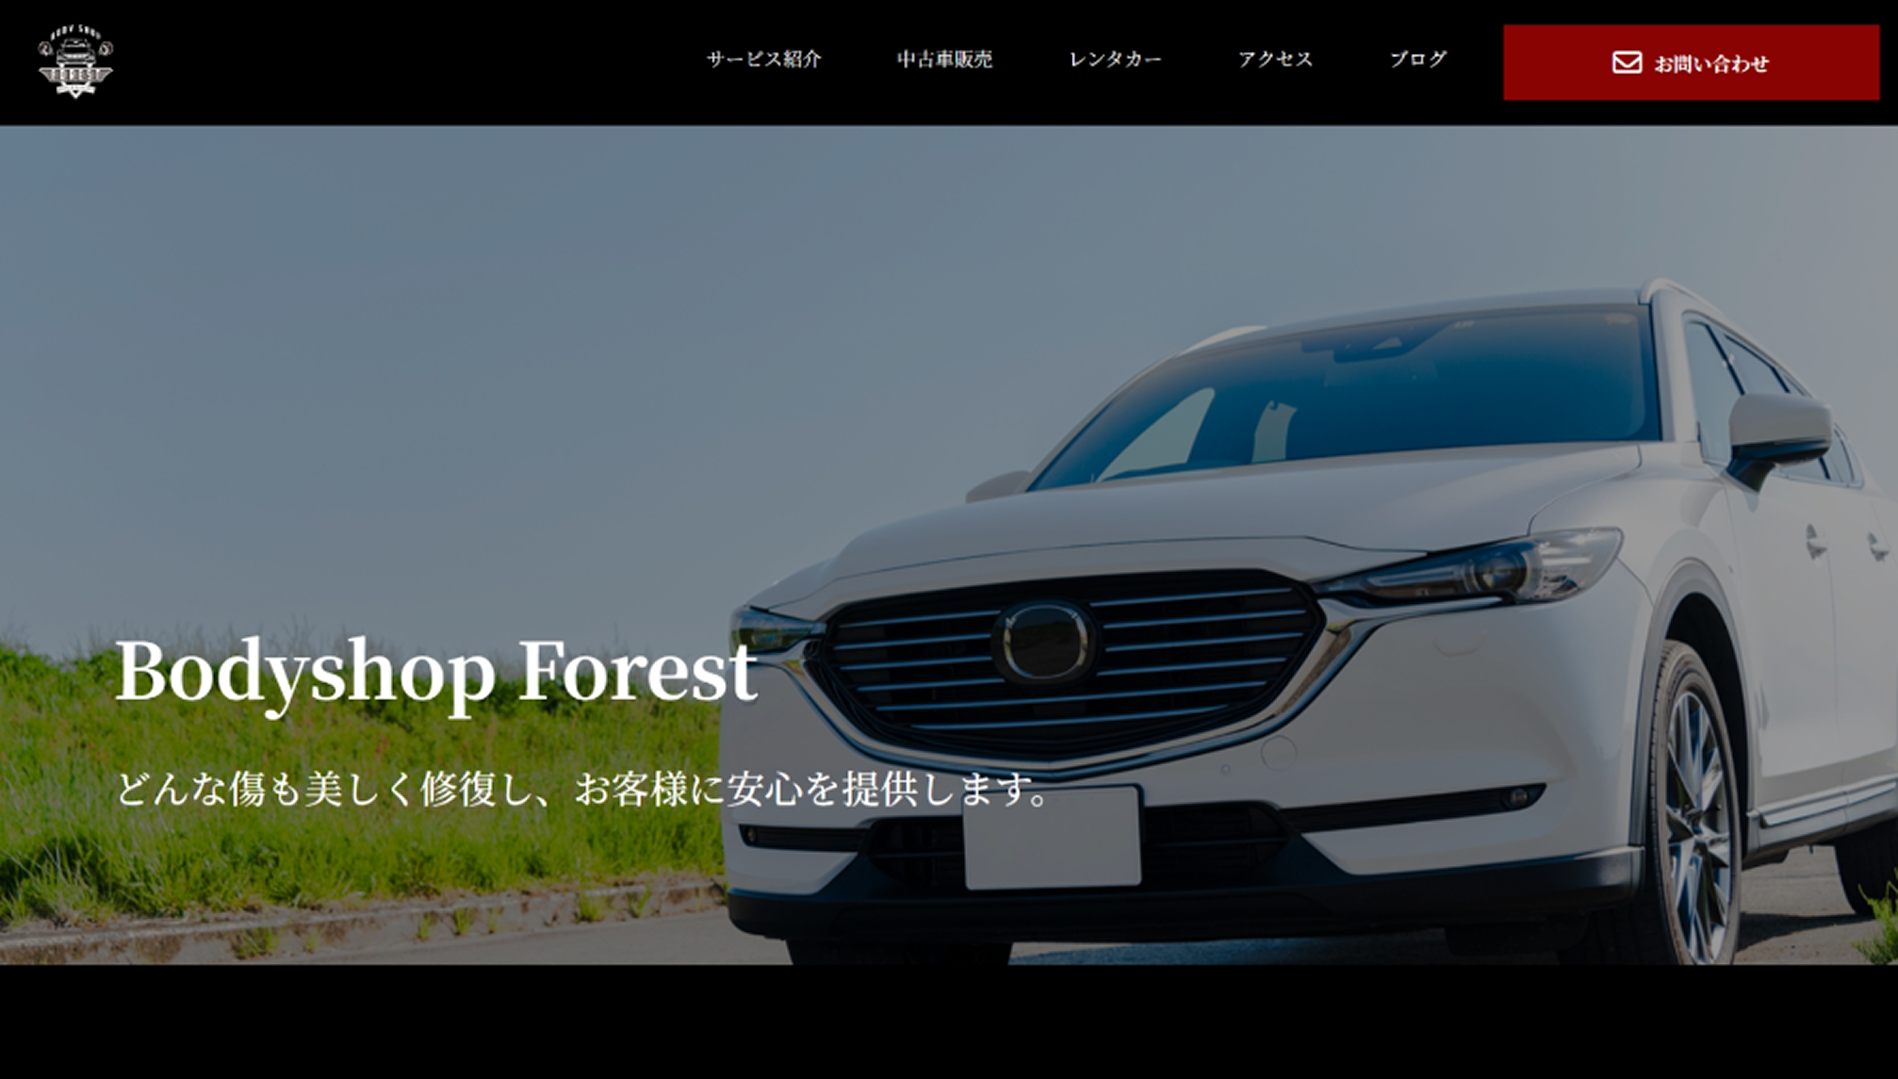 BODY SHOP
FOREST
サービス紹介
中古車販売
レンタカー
アクセス
ブログ
お問い合わせ
Bodyshop Forest
どんな傷も美しく修復し、お客様に安心を提供します。